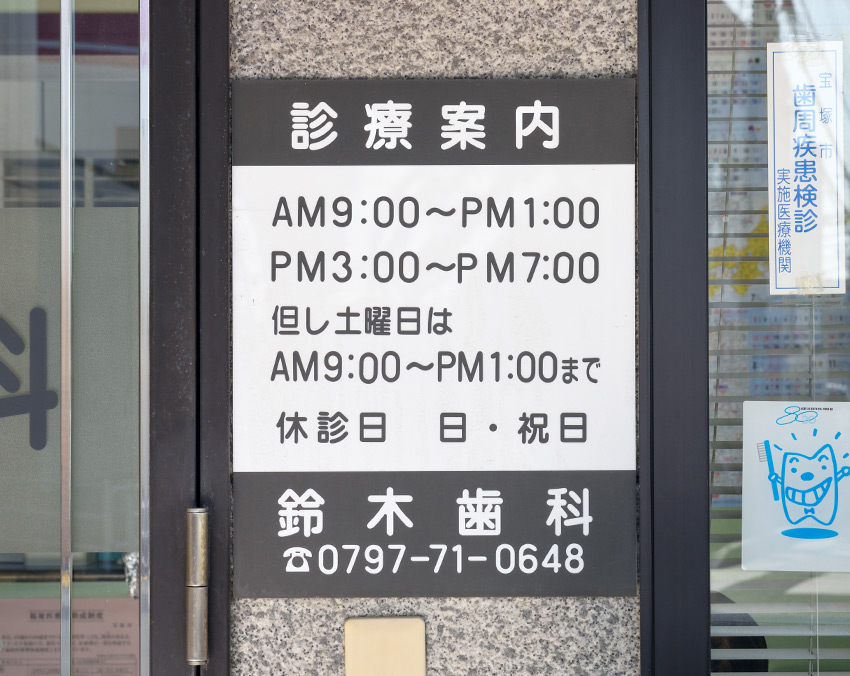 診療案内
AM9:00～PM1:00
PM3:00～PM7:00
但し土曜日は
AM9:00～PM1:00まで
休診日 日・祝日
鈴木歯科
☎0797-71-0648
宝塚市
歯周疾患検診
実施医療機関
科